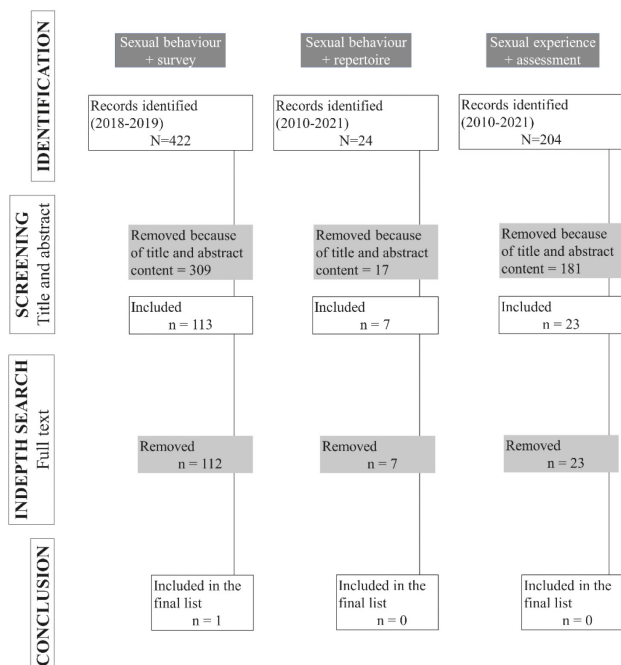 IDENTIFICATION
Sexual behaviour
+ survey
Sexual behaviour
+ repertoire
Sexual experience
+ assessment
Records identified
(2018-2019)
N=422
Records identified
(2010-2021)
N=24
Records identified
(2010-2021)
N=204
SCREENING
Title and abstract
Removed because
of title and abstract
content = 309
Removed because
of title and abstract
content = 17
Removed because
of title and abstract
content = 181
Included
n = 113
Included
n = 7
Included
n = 23
INDEPTH SEARCH
Full text
Removed
n = 112
Removed
n = 7
Removed
n = 23
CONCLUSION
Included in the
final list
n = 1
Included in the
final list
n = 0
Included in the
final list
n = 0